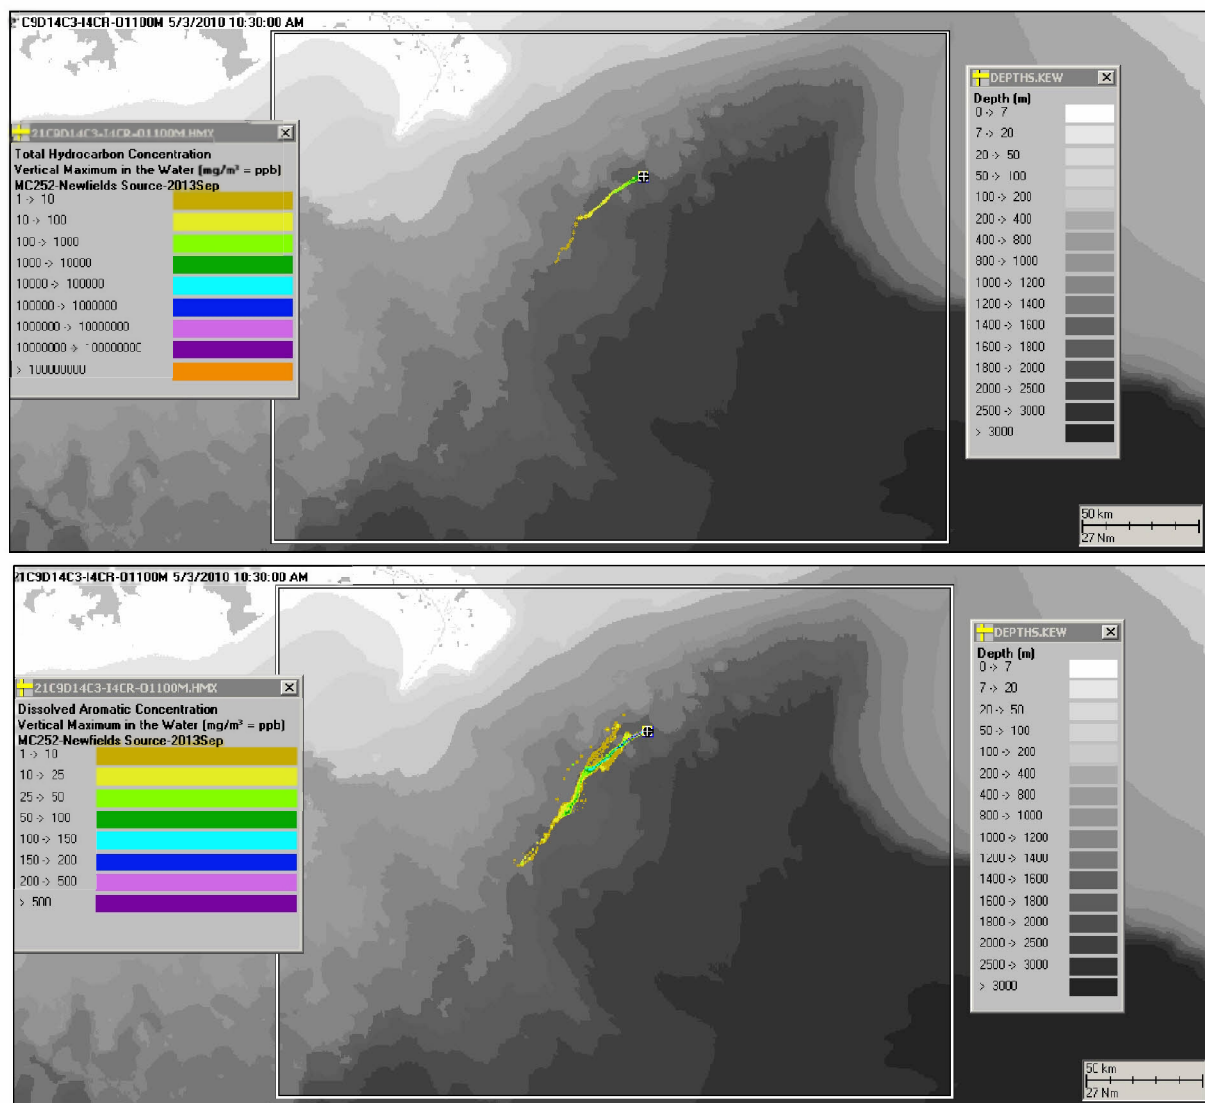 21C9D14C3-I4CR-01100M 5/3/2010 10:30:00 AM
21C9D14C3-I4CR-01100M.HMX
Total Hydrocarbon Concentration
Vertical Maximum in the Water (mg/m³ = ppb)
MC252-Newfields Source-2013Sep
1 -> 10
10 -> 100
100 -> 1000
1000 -> 10000
10000 -> 100000
100000 -> 1000000
1000000 -> 10000000
10000000 -> 100000000
> 100000000
DEPTHS.KEW
Depth (m)
0 -> 7
7 -> 20
20 -> 50
50 -> 100
100 -> 200
200 -> 400
400 -> 800
800 -> 1000
1000 -> 1200
1200 -> 1400
1400 -> 1600
1600 -> 1800
1800 -> 2000
2000 -> 2500
2500 -> 3000
> 3000
50 km
27 Nm
21C9D14C3-I4CR-01100M 5/3/2010 10:30:00 AM
21C9D14C3-I4CR-01100M.HMX
Dissolved Aromatic Concentration
Vertical Maximum in the Water (mg/m³ = ppb)
MC252-Newfields Source-2013Sep
1 -> 10
10 -> 25
25 -> 50
50 -> 100
100 -> 150
150 -> 200
200 -> 500
> 500
DEPTHS.KEW
Depth (m)
0 -> 7
7 -> 20
20 -> 50
50 -> 100
100 -> 200
200 -> 400
400 -> 800
800 -> 1000
1000 -> 1200
1200 -> 1400
1400 -> 1600
1600 -> 1800
1800 -> 2000
2000 -> 2500
2500 -> 3000
> 3000
50 km
27 Nm